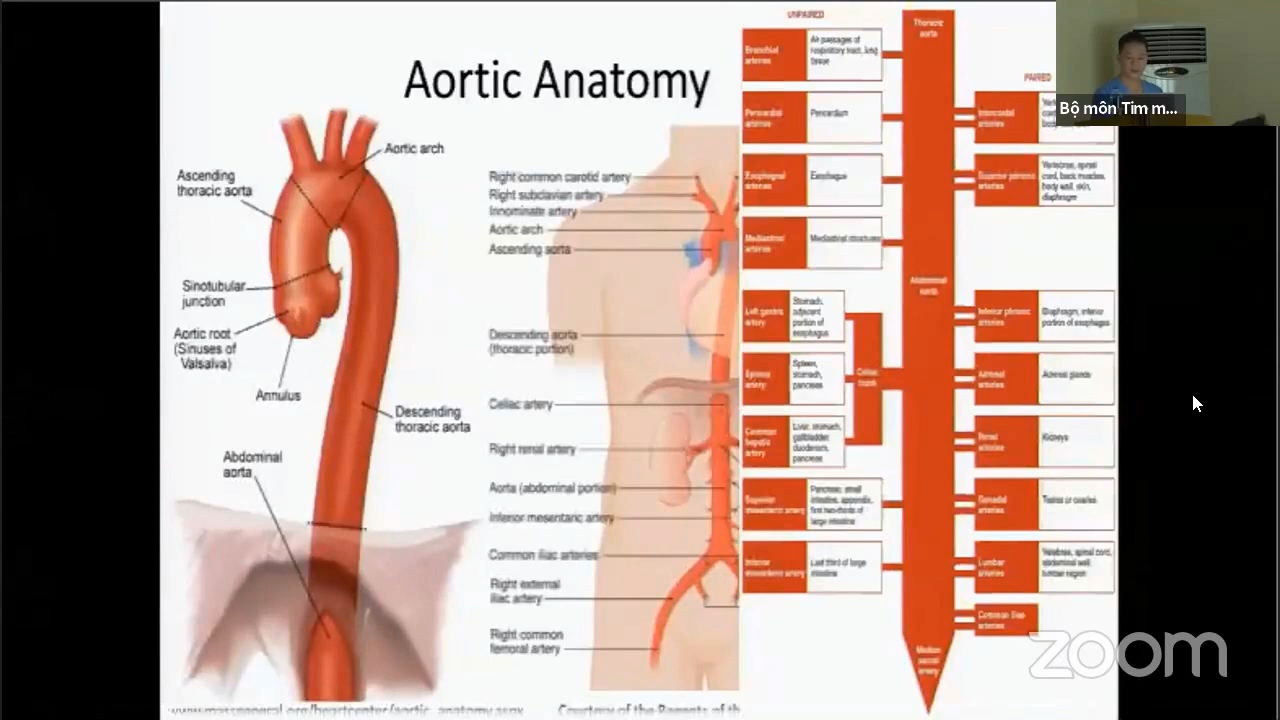 Aortic Anatomy
Aortic arch
Ascending
thoracic aorta
Sinotubular
junction
Aortic root
(Sinuses of
Valsalva)
Annulus
Descending
thoracic aorta
Abdominal
aorta
Right common carotid artery
Right subclavian artery
Innominate artery
Aortic arch
Ascending aorta
Descending aorta
(thoracic portion)
Celiac artery
Right renal artery
Aorta (abdominal portion)
Inferior mesentaric artery
Common iliac arteries
Right external
iliac artery
Right common
femoral artery
UNPAIRED
Bronchial
arteries
Air passages of
respiratory tract, lung
tissue
Pericardial
arteries
Pericardium
Esophageal
arteries
Esophagus
Mediastinal
arteries
Mediastinal structures
Left gastric
artery
Stomach,
adjacent
portion of
esophagus
Splenic
artery
Spleen,
stomach,
pancreas
Common
hepatic
artery
Liver, stomach,
gallbladder,
duodenum,
pancreas
Celiac
trunk
Superior
mesenteric artery
Pancreas, small
intestine, appendix,
first two-thirds of
large intestine
Inferior
mesenteric artery
Last third of large
intestine
Thoracic
aorta
Abdominal
aorta
Median
sacral
artery
PAIRED
Intercostal
arteries
Superior phrenic
arteries
Vertebrae, spinal
cord, back muscles,
body wall, skin,
diaphragm
Inferior phrenic
arteries
Diaphragm, inferior
portion of esophagus
Adrenal
arteries
Adrenal glands
Renal
arteries
Kidneys
Gonadal
arteries
Testes or ovaries
Lumbar
arteries
Vertebrae, spinal cord,
abdominal wall,
lumbar region
Common iliac
arteries
Bộ môn Tim m...
zoom
www.massgeneral.org/heartcenter/aortic_anatomy.aspx
Courtesy of the Regents of th